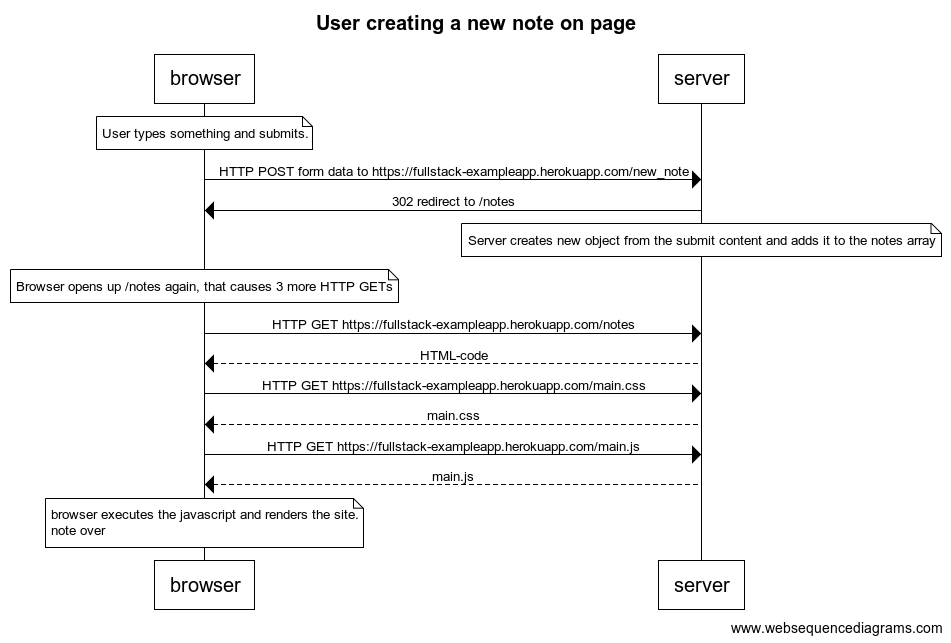 User creating a new note on page
browser
server
User types something and submits.
HTTP POST form data to https://fullstack-exampleapp.herokuapp.com/new_note
302 redirect to /notes
Server creates new object from the submit content and adds it to the notes array
Browser opens up /notes again, that causes 3 more HTTP GETs
HTTP GET https://fullstack-exampleapp.herokuapp.com/notes
HTML-code
HTTP GET https://fullstack-exampleapp.herokuapp.com/main.css
main.css
HTTP GET https://fullstack-exampleapp.herokuapp.com/main.js
main.js
browser executes the javascript and renders the site.
note over
browser
server
www.websequencediagrams.com